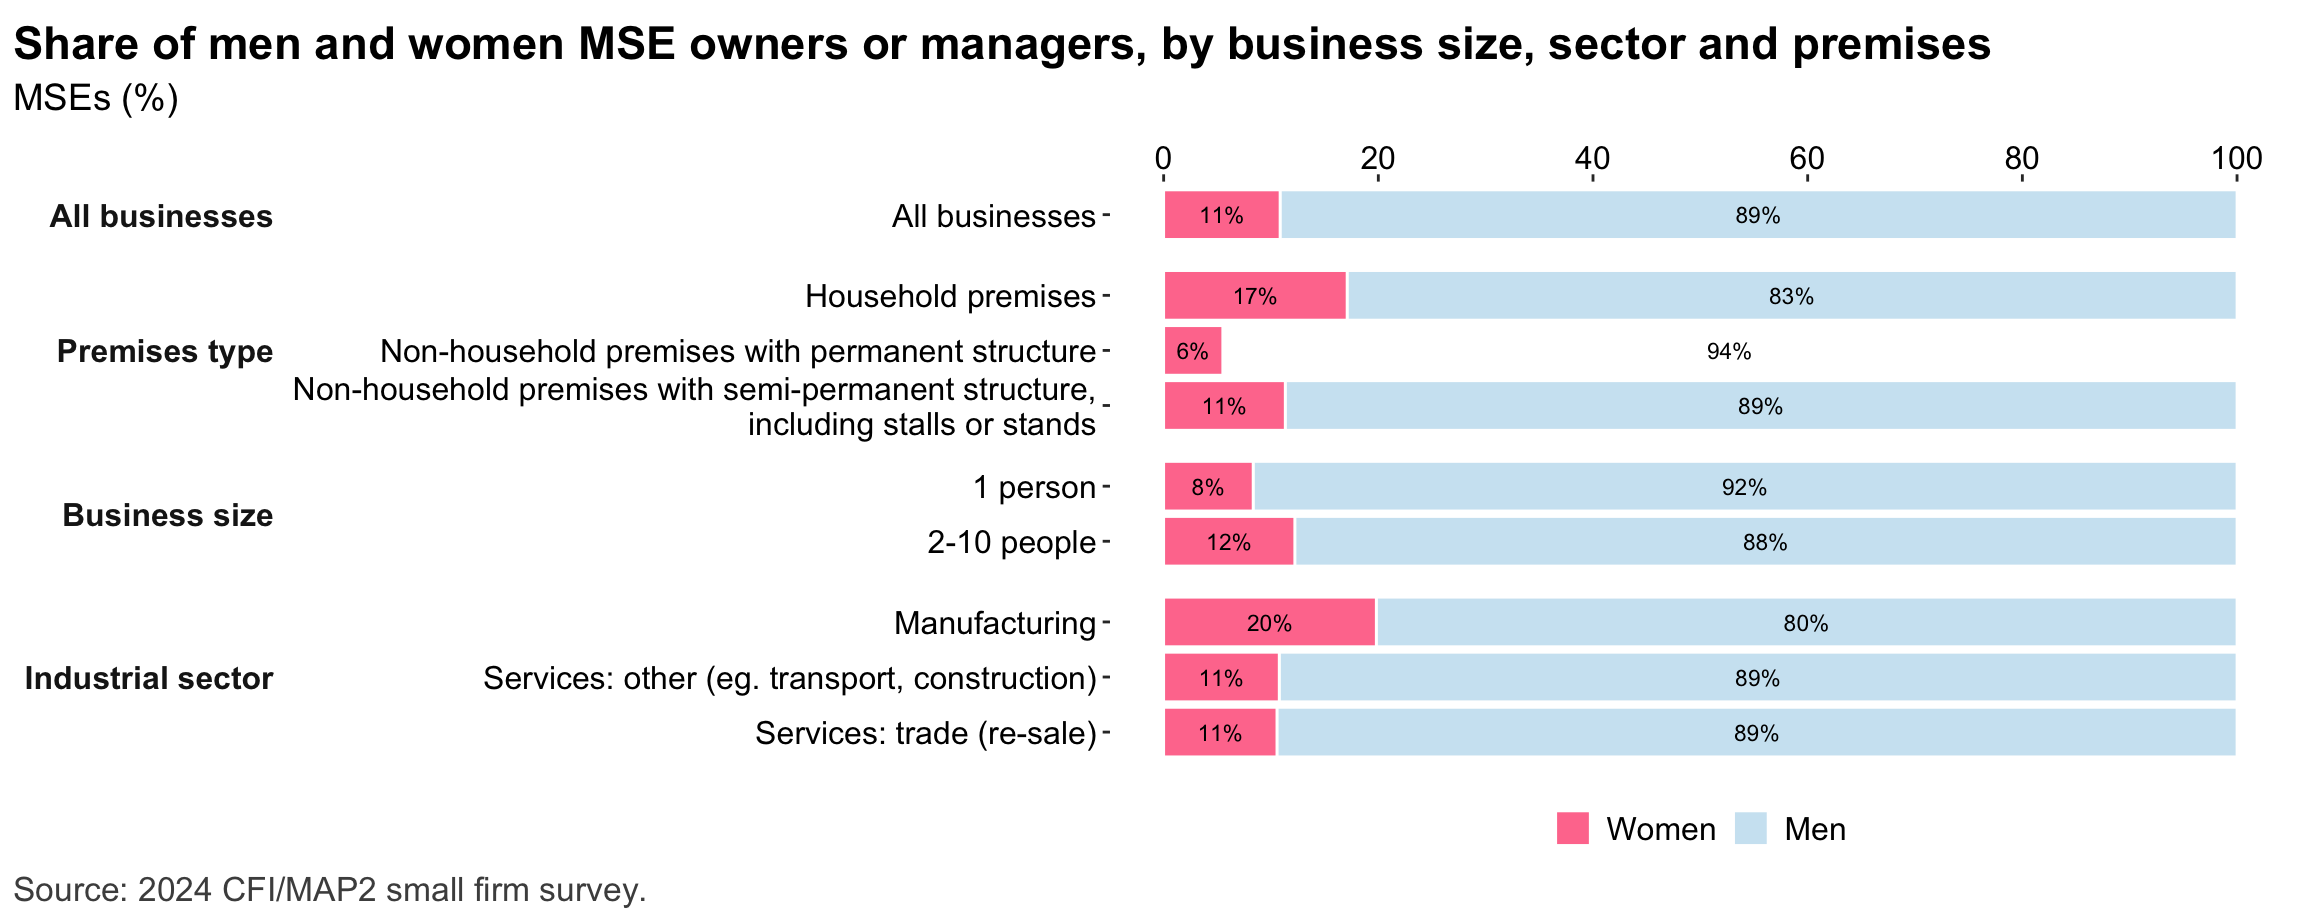 Share of men and women MSE owners or managers, by business size, sector and premises
MSEs (%)
0 20 40 60 80 100
All businesses
All businesses 11% 89%
Household premises 17% 83%
Premises type
Non-household premises with permanent structure 6% 94%
Non-household premises with semi-permanent structure,
including stalls or stands 11% 89%
Business size
1 person 8% 92%
2-10 people 12% 88%
Manufacturing 20% 80%
Industrial sector
Services: other (eg. transport, construction) 11% 89%
Services: trade (re-sale) 11% 89%
Women Men
Source: 2024 CFI/MAP2 small firm survey.